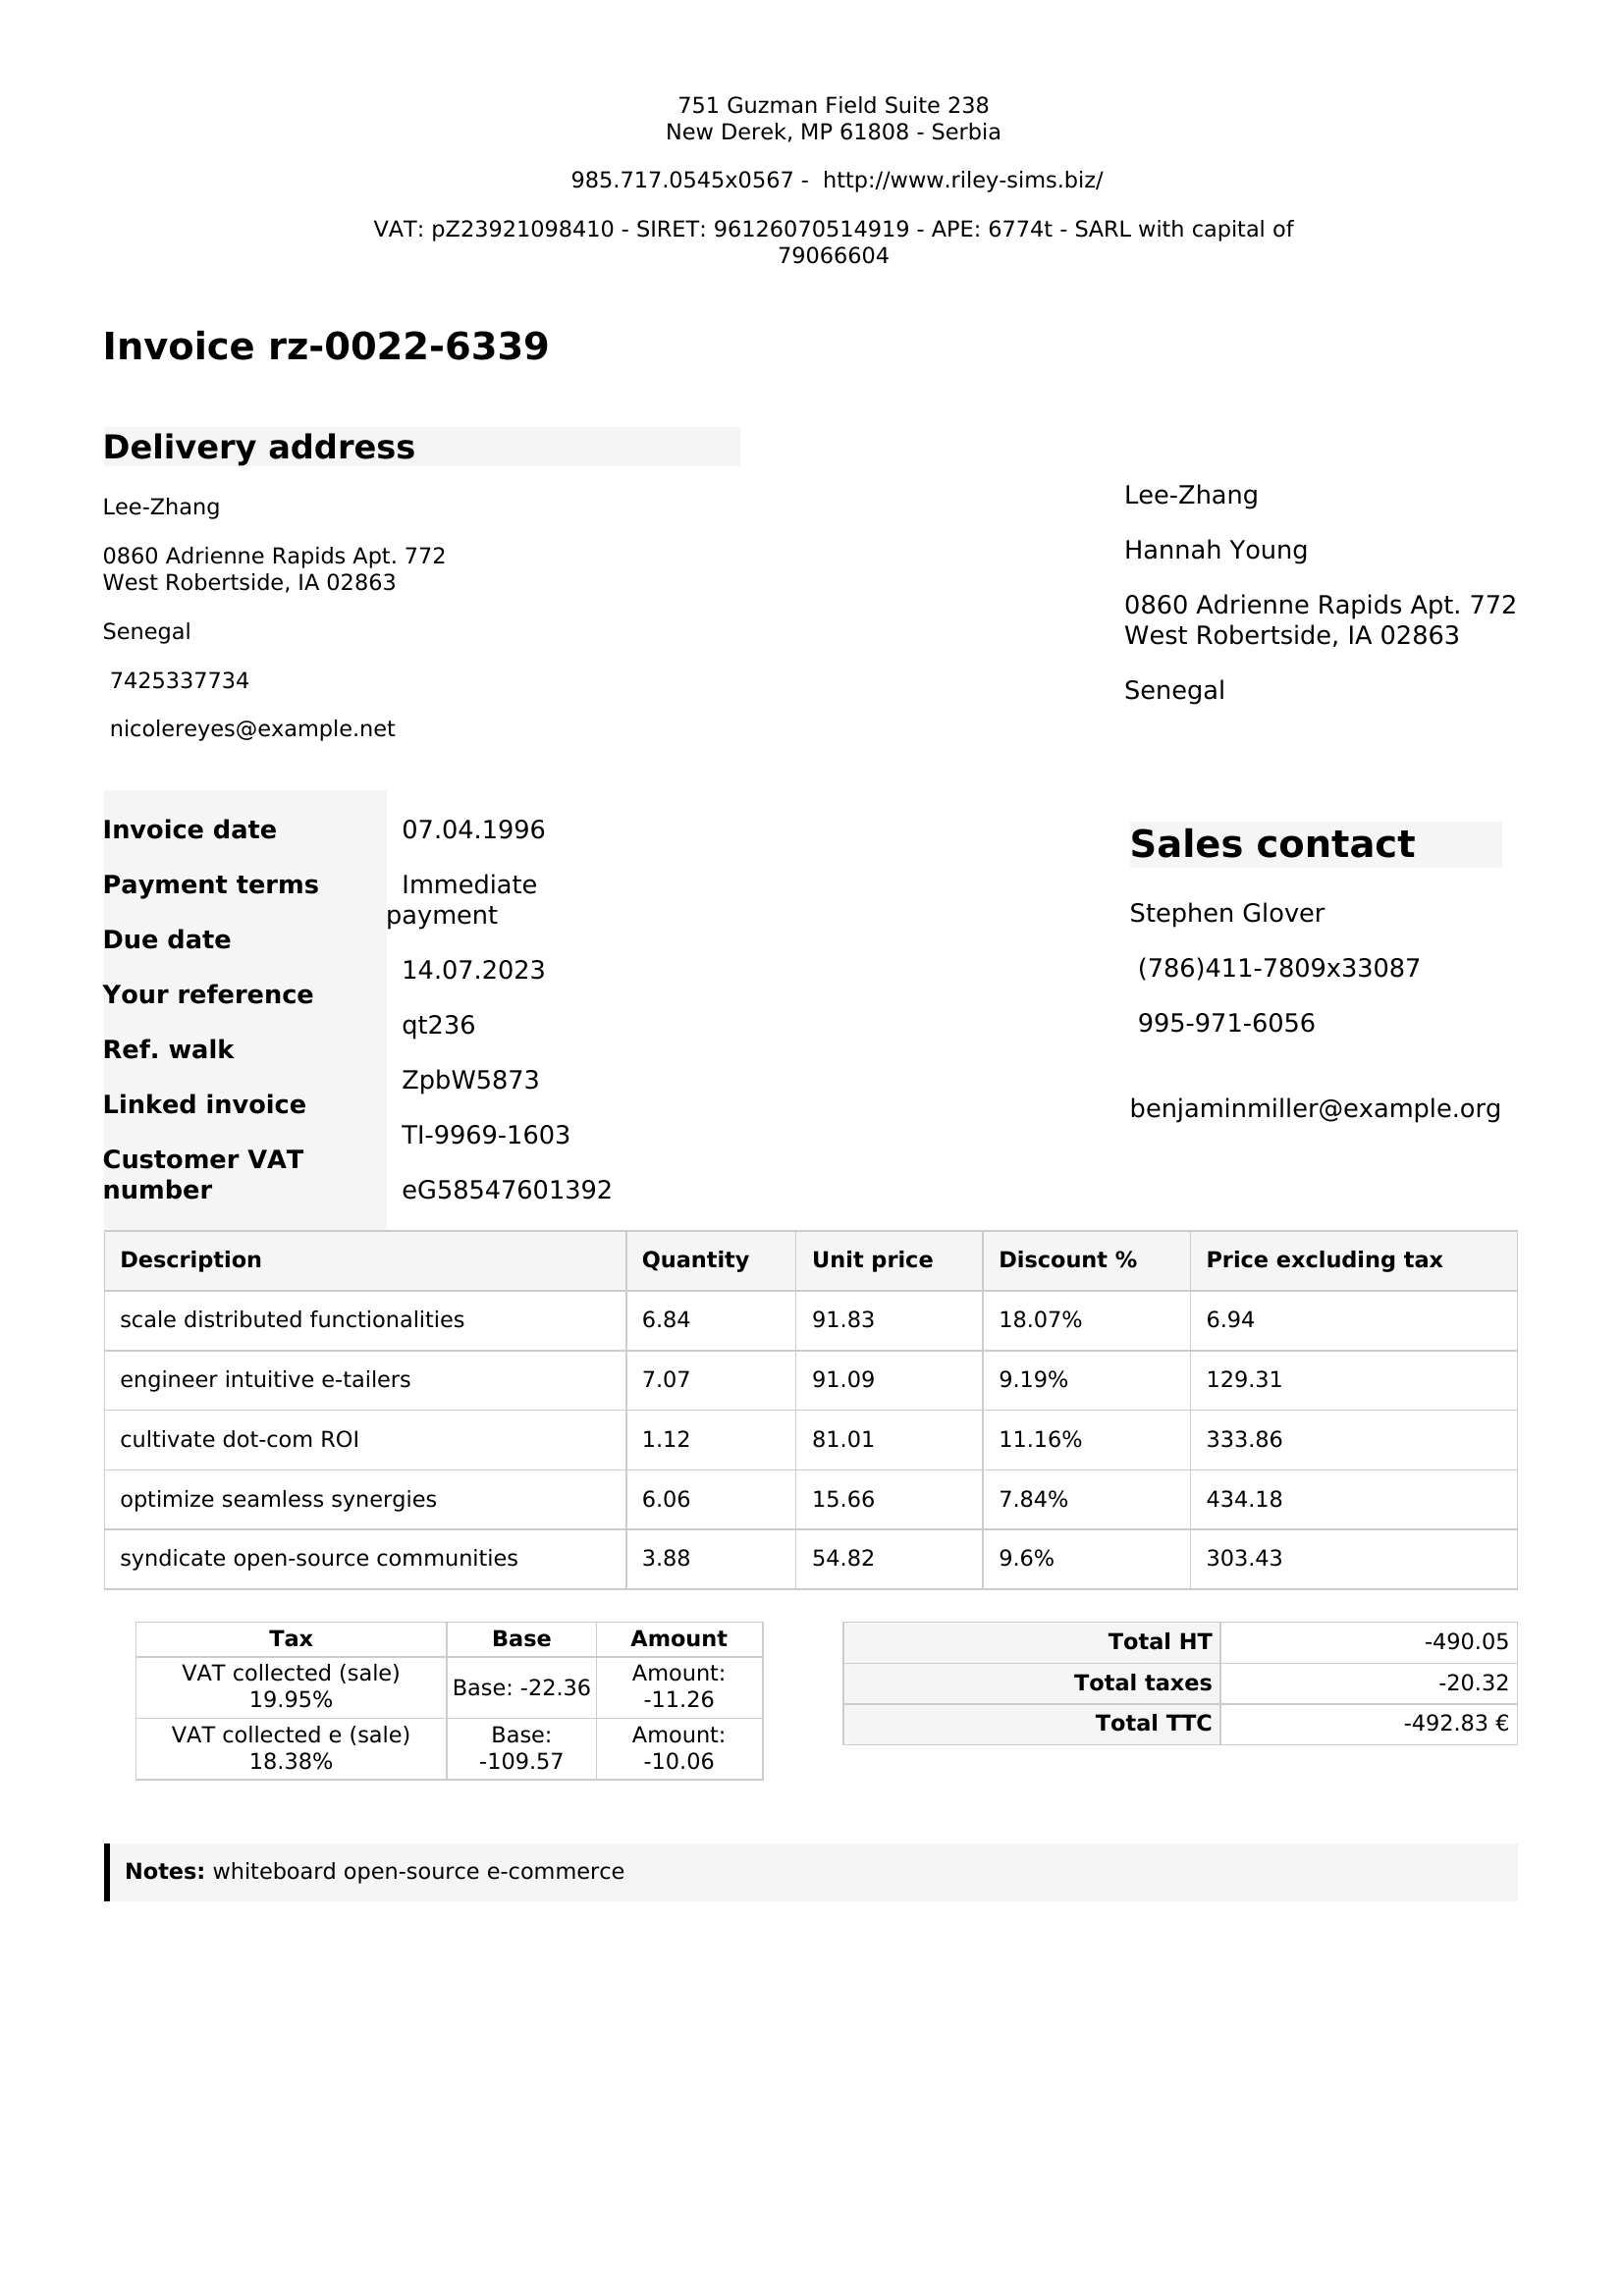 751 Guzman Field Suite 238
New Derek, MP 61808 - Serbia
985.717.0545x0567 -  http://www.riley-sims.biz/
VAT: pZ23921098410 - SIRET: 96126070514919 - APE: 6774t - SARL with capital of
79066604
Invoice rz-0022-6339
Delivery address
Lee-Zhang
0860 Adrienne Rapids Apt. 772
West Robertside, IA 02863
Senegal
7425337734
nicolereyes@example.net
Lee-Zhang
Hannah Young
0860 Adrienne Rapids Apt. 772
West Robertside, IA 02863
Senegal
Invoice date
Payment terms
Due date
Your reference
Ref. walk
Linked invoice
Customer VAT
number
07.04.1996
Immediate
payment
14.07.2023
qt236
ZpbW5873
TI-9969-1603
eG58547601392
Sales contact
Stephen Glover
(786)411-7809x33087
995-971-6056
benjaminmiller@example.org
Description Quantity Unit price Discount % Price excluding tax
scale distributed functionalities 6.84 91.83 18.07% 6.94
engineer intuitive e-tailers 7.07 91.09 9.19% 129.31
cultivate dot-com ROI 1.12 81.01 11.16% 333.86
optimize seamless synergies 6.06 15.66 7.84% 434.18
syndicate open-source communities 3.88 54.82 9.6% 303.43
Tax Base Amount
VAT collected (sale)
19.95%
Base: -22.36
Amount:
-11.26
VAT collected e (sale)
18.38%
Base:
-109.57
Amount:
-10.06
Total HT -490.05
Total taxes -20.32
Total TTC -492.83 €
Notes: whiteboard open-source e-commerce